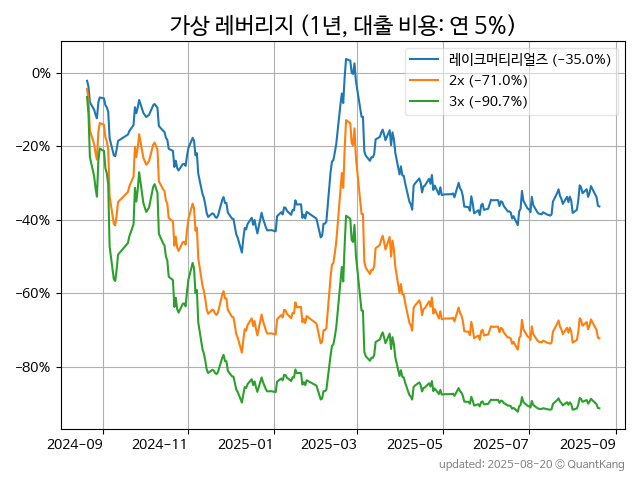 가상 레버리지 (1년, 대출 비용: 연 5%)
레이크머티리얼즈 (−35.0%)
2x (−71.0%)
3x (−90.7%)
0%
−20%
−40%
−60%
−80%
2024−09 2024−11 2025−01 2025−03 2025−05 2025−07 2025−09
updated: 2025-08-20 © QuantKang